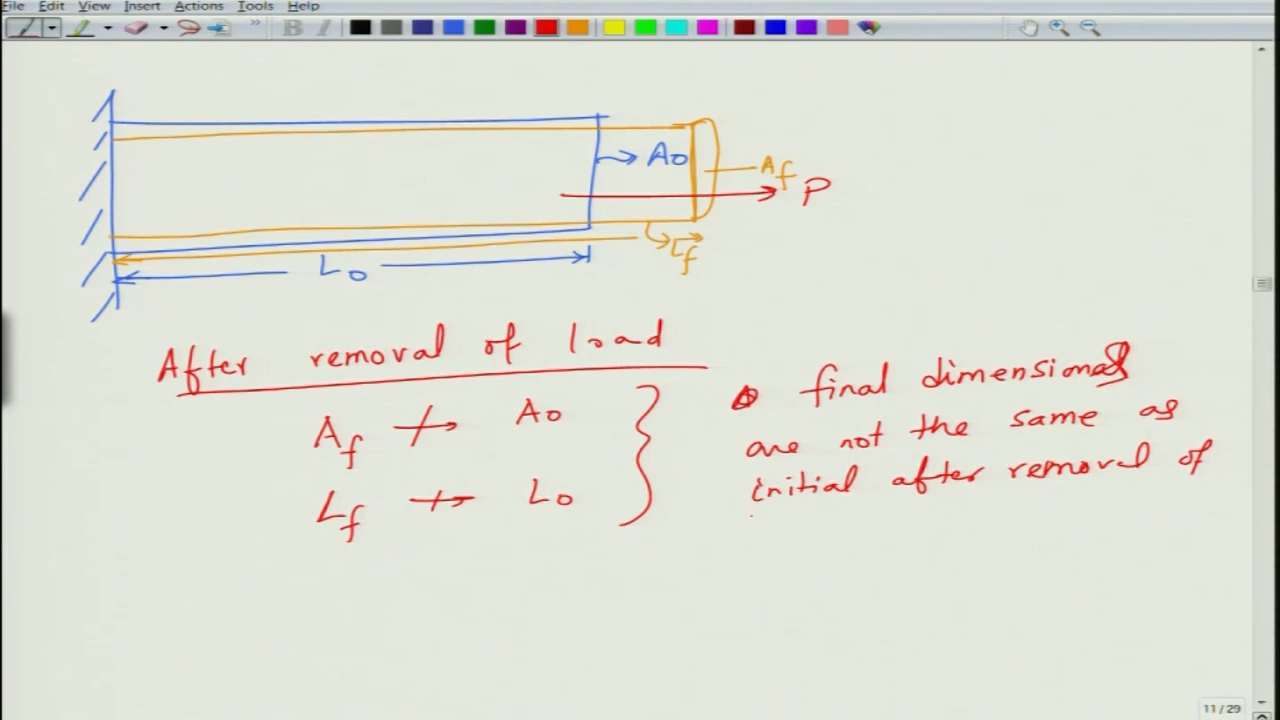 File Edit View Insert Actions Tools Help
B I
A0
Af
P
Lf
L0
After removal of load
Af ↛ A0
Lf ↛ L0
final dimensions
are not the same as
initial after removal of
11 / 29